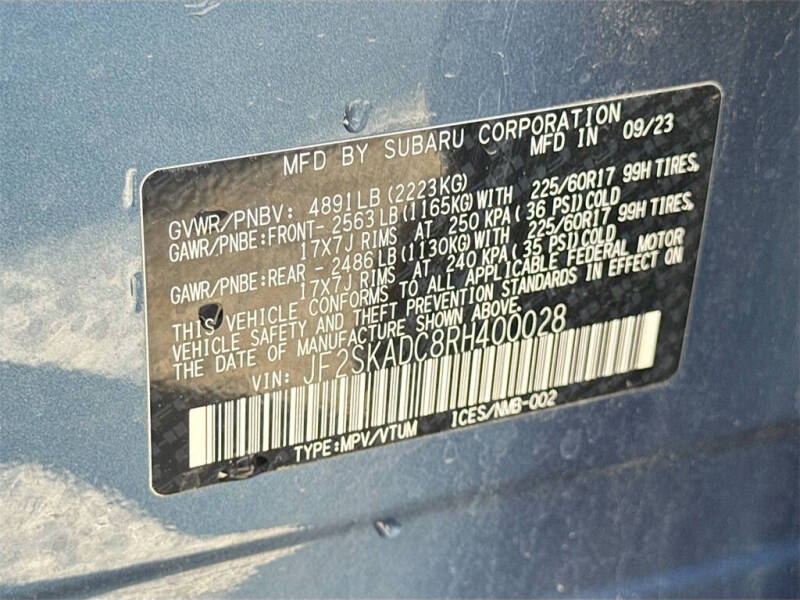 MFD BY SUBARU CORPORATION
MFD IN 09/23
GVWR/PNBV: 4891LB(2223KG)
GAWR/PNBE:FRONT- 2563LB(1165KG)WITH 225/60R17 99H TIRES,
17X7J RIMS AT 250 KPA( 36 PSI)COLD
GAWR/PNBE:REAR - 2486LB(1130KG)WITH 225/60R17 99H TIRES,
17X7J RIMS AT 240 KPA( 35 PSI)COLD
THIS VEHICLE CONFORMS TO ALL APPLICABLE FEDERAL MOTOR
VEHICLE SAFETY AND THEFT PREVENTION STANDARDS IN EFFECT ON
THE DATE OF MANUFACTURE SHOWN ABOVE.
VIN: JF2SKADC8RH400028
TYPE:MPV/VTUM ICES/NMB-002